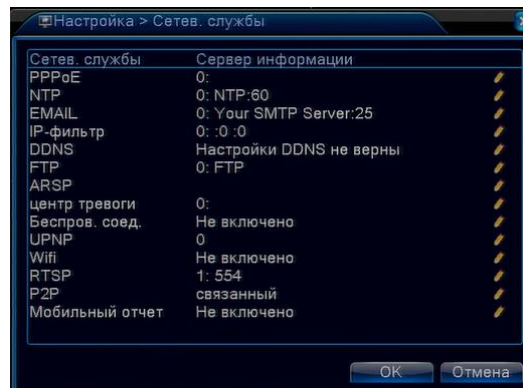 Настройка > Сетев. службы
Сетев. службы Сервер информации
PPPoE 0:
NTP 0: NTP:60
EMAIL 0: Your SMTP Server:25
IP-фильтр 0: :0 :0
DDNS Настройки DDNS не верны
FTP 0: FTP
ARSP
центр тревоги 0:
Беспров. соед. Не включено
UPNP 0
Wifi Не включено
RTSP 1: 554
P2P связанный
Мобильный отчет Не включено
OK Отмена